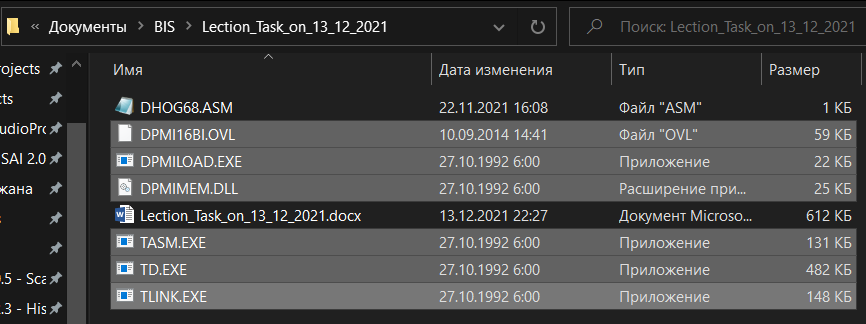 « Документы › BIS › Lection_Task_on_13_12_2021
Поиск: Lection_Task_on_13_12_2021
Имя Дата изменения Тип Размер
DHOG68.ASM 22.11.2021 16:08 Файл "ASM" 1 КБ
DPMI16BI.OVL 10.09.2014 14:41 Файл "OVL" 59 КБ
DPMILOAD.EXE 27.10.1992 6:00 Приложение 22 КБ
DPMIMEM.DLL 27.10.1992 6:00 Расширение при... 25 КБ
Lection_Task_on_13_12_2021.docx 13.12.2021 22:27 Документ Microso... 612 КБ
TASM.EXE 27.10.1992 6:00 Приложение 131 КБ
TD.EXE 27.10.1992 6:00 Приложение 482 КБ
TLINK.EXE 27.10.1992 6:00 Приложение 148 КБ
rojects
cts
udioPro
SAI 2.0
жана
s
0.5 - Sca
2.3 - His